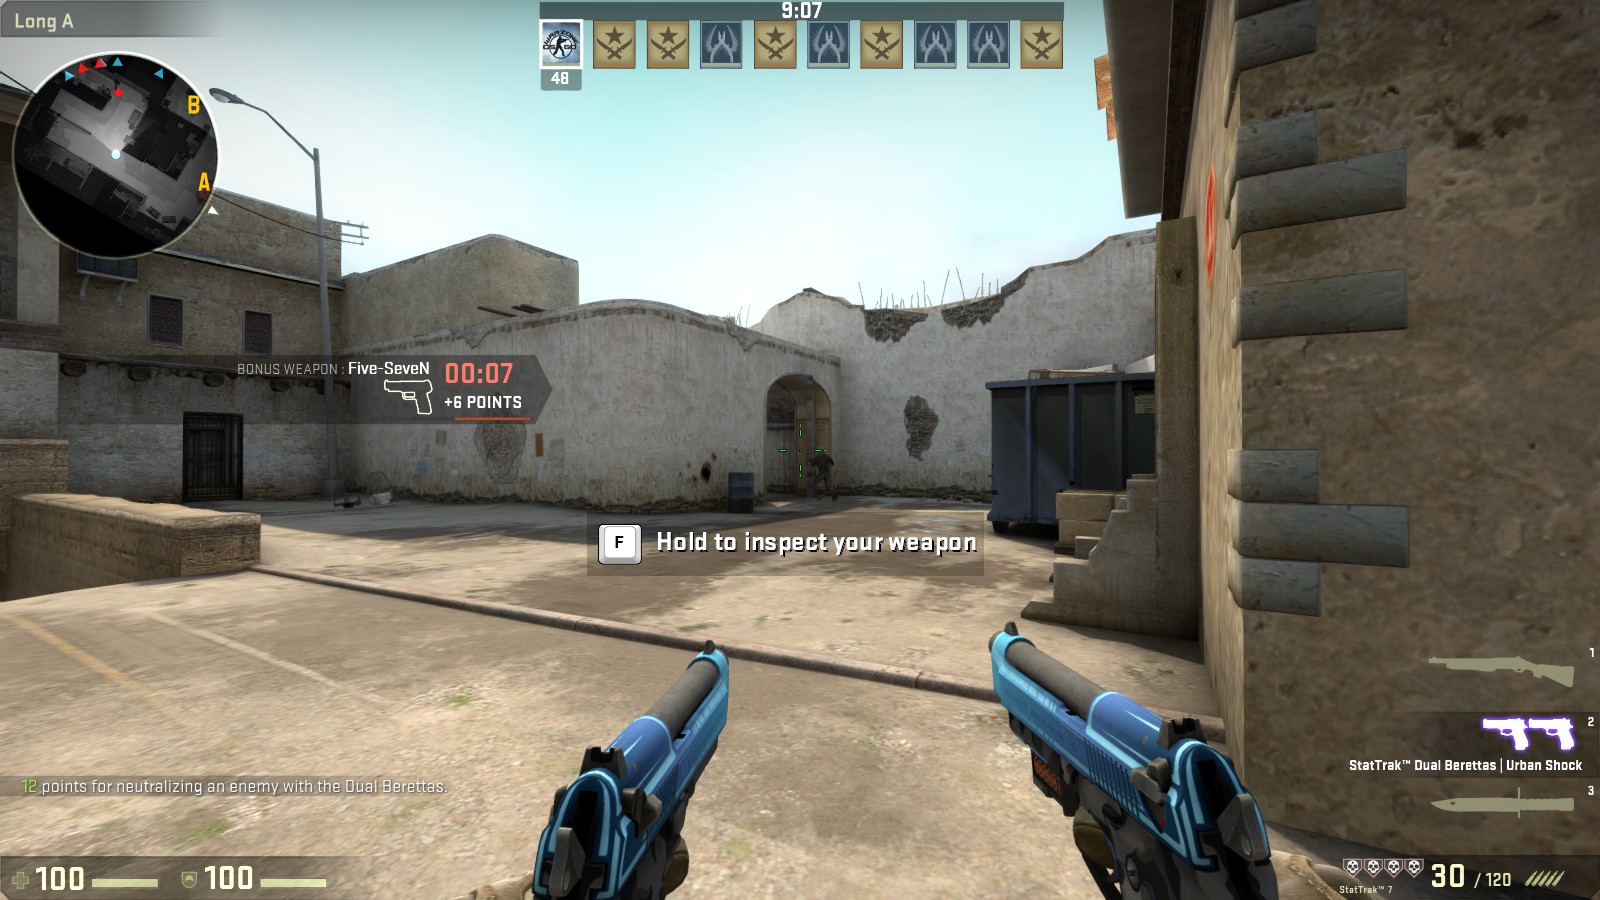 Long A
9:07
48
B
A
BONUS WEAPON : Five-SeveN
00:07
+6 POINTS
F Hold to inspect your weapon
1
2
StatTrak™ Dual Berettas | Urban Shock
3
12 points for neutralizing an enemy with the Dual Berettas.
100 100
StatTrak™ 7
30 / 120